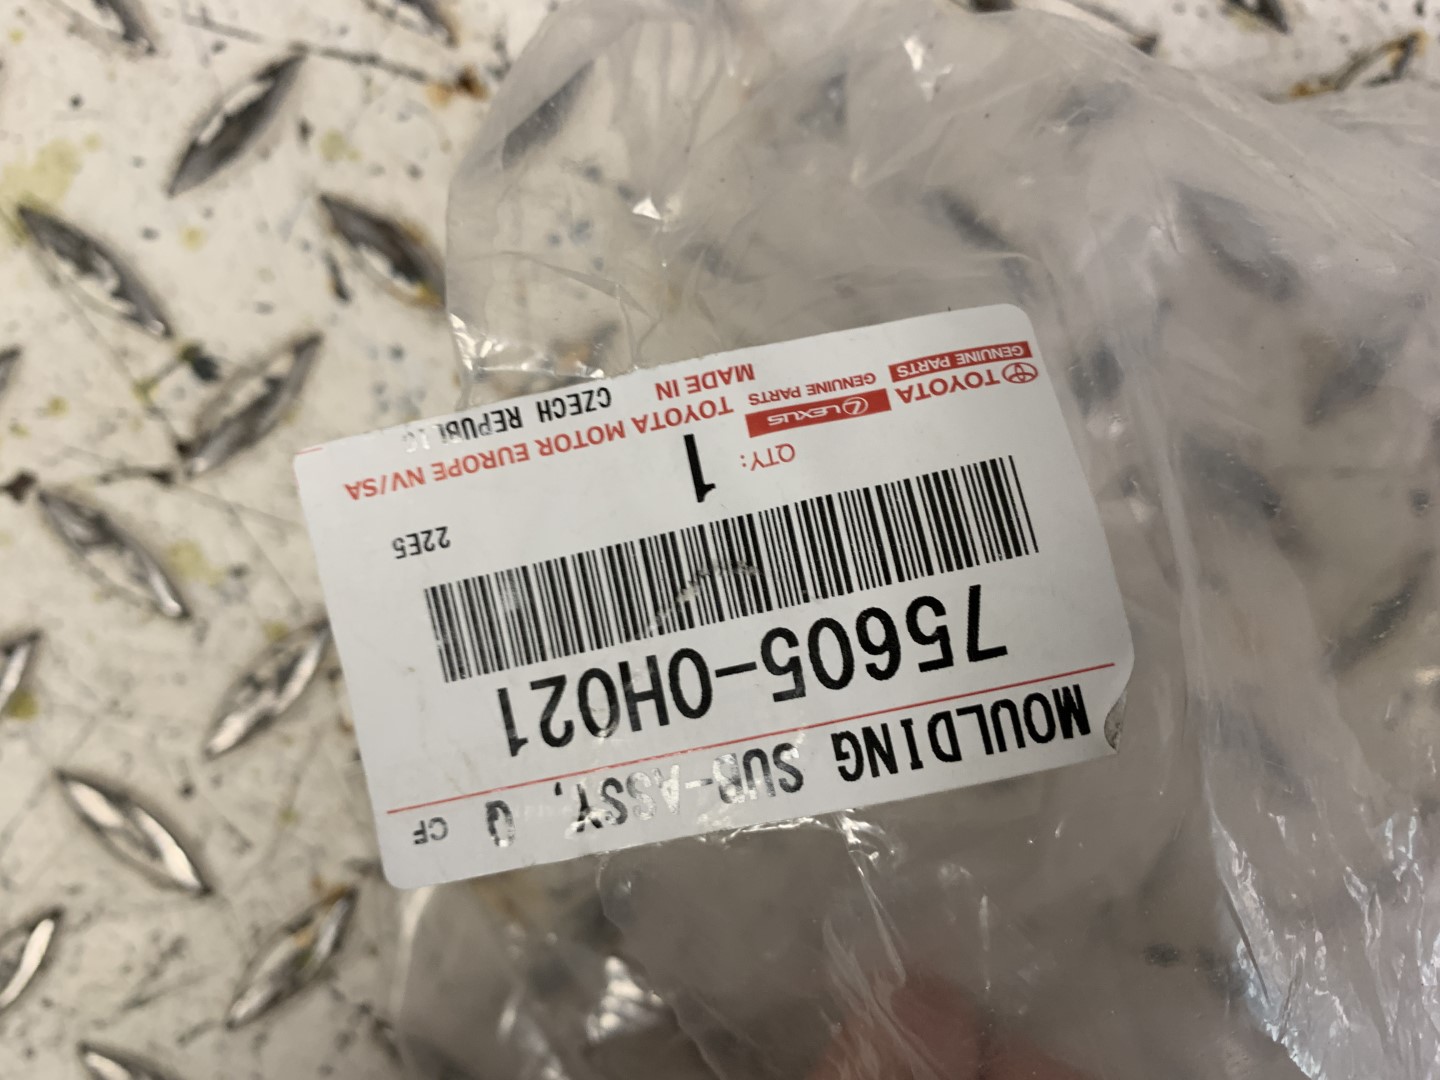 MOULDING SUB-ASSY, Q CF
75605-0H021
22E5
QTY: 1
TOYOTA GENUINE PARTS
LEXUS GENUINE PARTS
TOYOTA MOTOR EUROPE NV/SA
MADE IN CZECH REPUBLIC